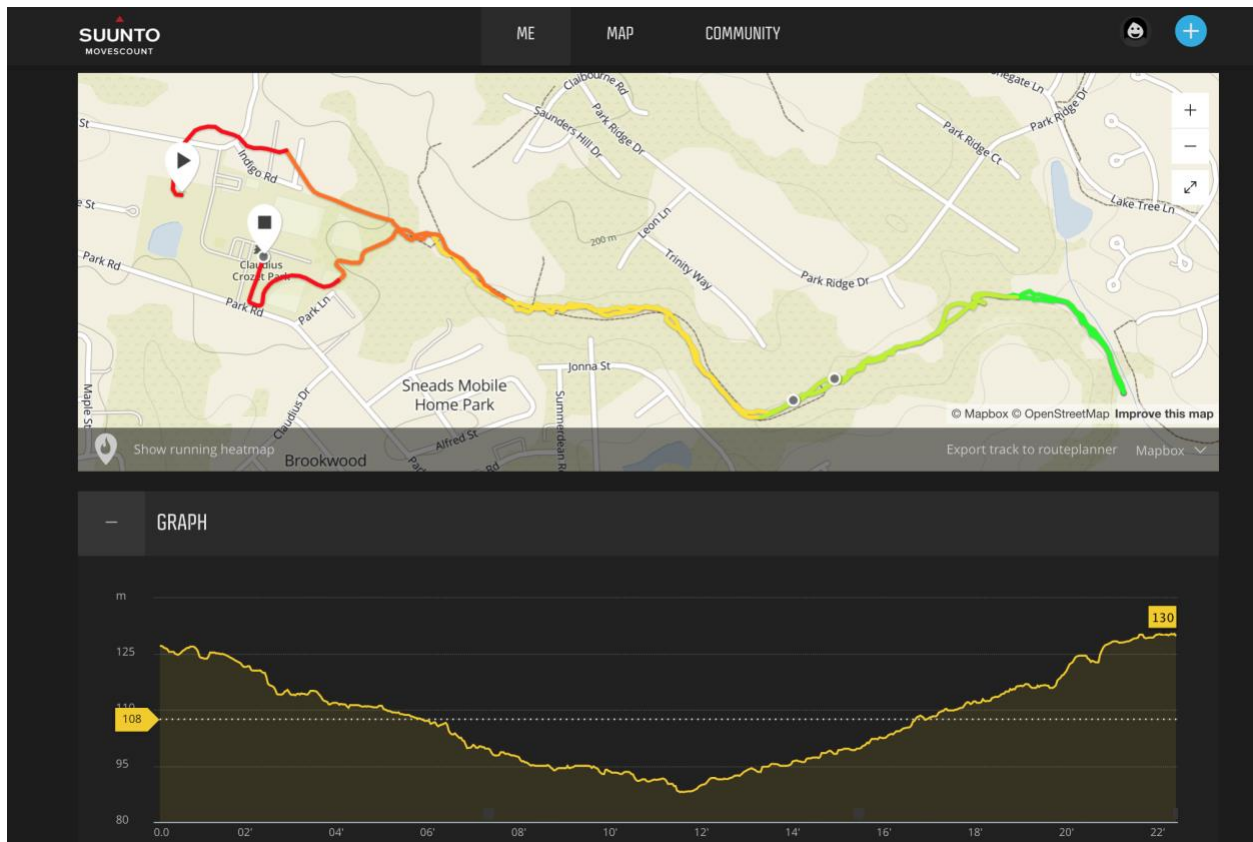 SUUNTO
MOVESCOUNT
ME
MAP
COMMUNITY
Claibourne Rd
Saunders Hill Dr
Park Ridge Dr
Park Ridge Ct
Park Ridge Dr
Lake Tree Ln
St
Indigo Rd
Leon Ln
200 m
Trinity Way
Park Ridge Dr
Park Rd
Claudius
Crozet Park
Park Rd
Park Ln
Jonna St
Sneads Mobile
Home Park
Maple St
Claudius Dr
Summerdean Rd
Alfred St
Brookwood
© Mapbox © OpenStreetMap Improve this map
Show running heatmap
Export track to routeplanner
Mapbox
mapbox
+
−
GRAPH
m
130
125
110
108
95
80
0.0 02' 04' 06' 08' 10' 12' 14' 16' 18' 20' 22'